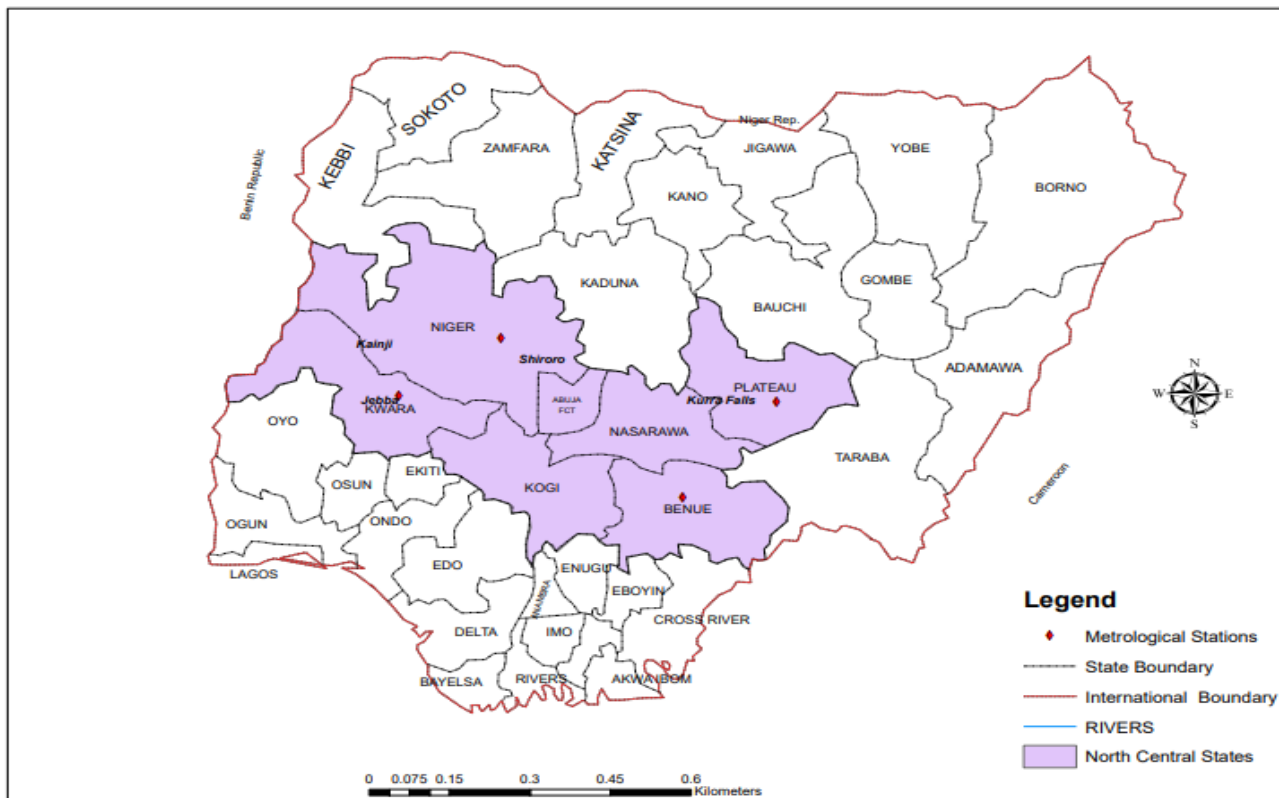 SOKOTO
KEBBI
ZAMFARA
KATSINA
Niger Rep.
JIGAWA
YOBE
BORNO
KANO
Benin Republic
KADUNA
BAUCHI
GOMBE
ADAMAWA
NIGER
Kainji
Shiroro
Jebba
KWARA
ABUJA
FCT
PLATEAU
Kurra Falls
NASARAWA
TARABA
OYO
OSUN
EKITI
KOGI
BENUE
OGUN
ONDO
LAGOS
EDO
ENUGU
ANAMBRA
EBOYIN
CROSS RIVER
DELTA
IMO
BAYELSA
RIVERS
AKWA IBOM
Cameroon
N
W E
S
Legend
Metrological Stations
State Boundary
International Boundary
RIVERS
North Central States
0 0.075 0.15 0.3 0.45 0.6
Kilometers